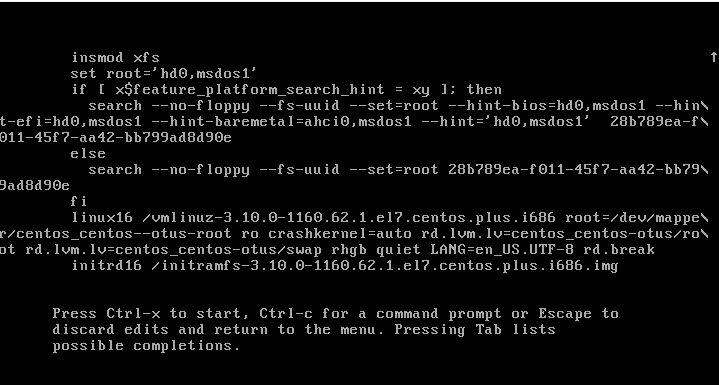 insmod xfs ↑
set root='hd0,msdos1'
if [ x$feature_platform_search_hint = xy ]; then
search --no-floppy --fs-uuid --set=root --hint-bios=hd0,msdos1 --hin\
t-efi=hd0,msdos1 --hint-baremetal=ahci0,msdos1 --hint='hd0,msdos1'  28b789ea-f\
011-45f7-aa42-bb799ad8d90e
else
search --no-floppy --fs-uuid --set=root 28b789ea-f011-45f7-aa42-bb79\
9ad8d90e
fi
linux16 /vmlinuz-3.10.0-1160.62.1.el7.centos.plus.i686 root=/dev/mappe\
r/centos_centos--otus-root ro crashkernel=auto rd.lvm.lv=centos_centos-otus/ro\
ot rd.lvm.lv=centos_centos-otus/swap rhgb quiet LANG=en_US.UTF-8 rd.break
initrd16 /initramfs-3.10.0-1160.62.1.el7.centos.plus.i686.img
Press Ctrl-x to start, Ctrl-c for a command prompt or Escape to
discard edits and return to the menu. Pressing Tab lists
possible completions.